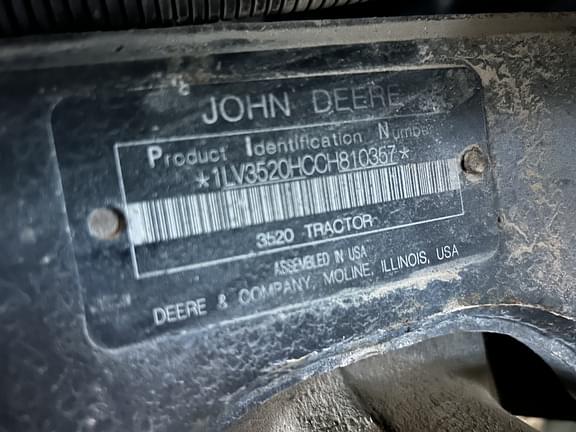 JOHN DEERE
Product Identification Number
*1LV3520HCCH810357*
3520 TRACTOR
ASSEMBLED IN USA
DEERE & COMPANY, MOLINE, ILLINOIS, USA